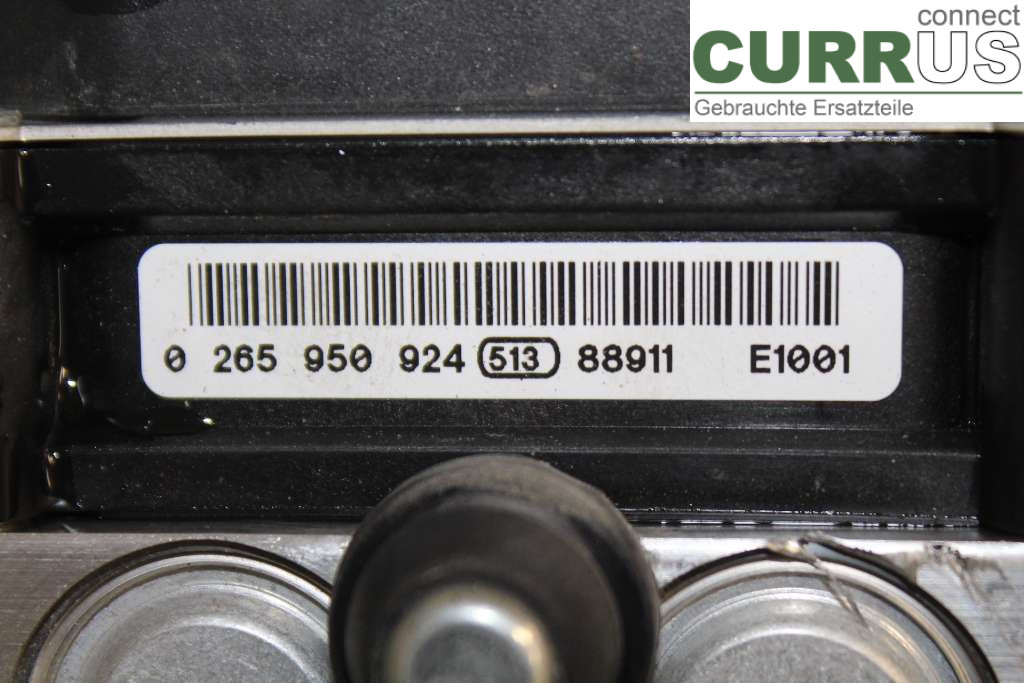 connect
CURRUS
Gebrauchte Ersatzteile
0 265 950 924 513 88911 E1001